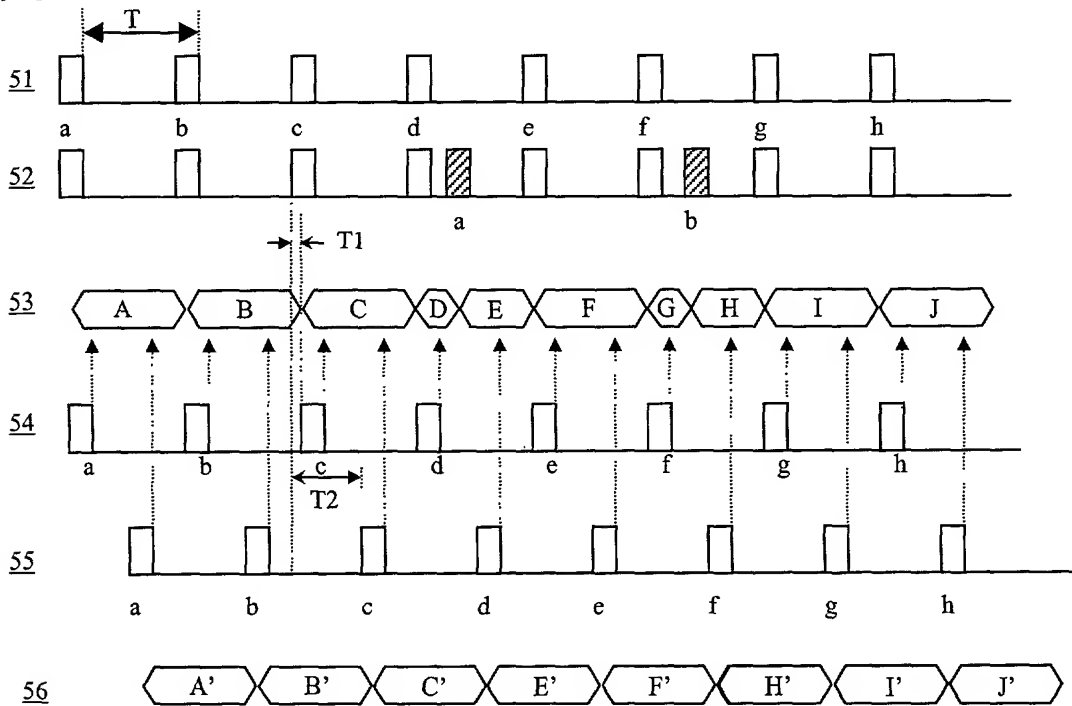 T
51
a b c d e f g h
52
a b
T1
53
A B C D E F G H I J
54
a b c d e f g h
T2
55
a b c d e f g h
56
A' B' C' E' F' H' I' J'